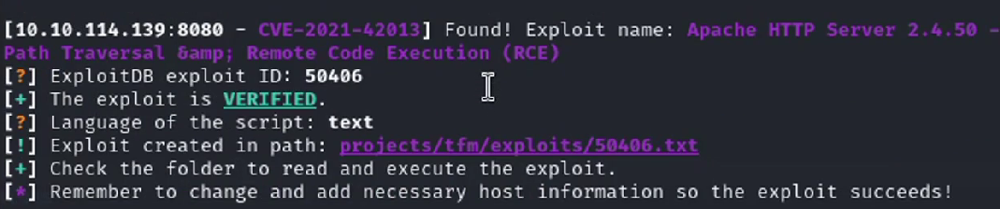 [10.10.114.139:8080 - CVE-2021-42013] Found! Exploit name: Apache HTTP Server 2.4.50 -
Path Traversal &amp; Remote Code Execution (RCE)
[?] ExploitDB exploit ID: 50406
[+] The exploit is VERIFIED.
[?] Language of the script: text
[!] Exploit created in path: projects/tfm/exploits/50406.txt
[+] Check the folder to read and execute the exploit.
[*] Remember to change and add necessary host information so the exploit succeeds!